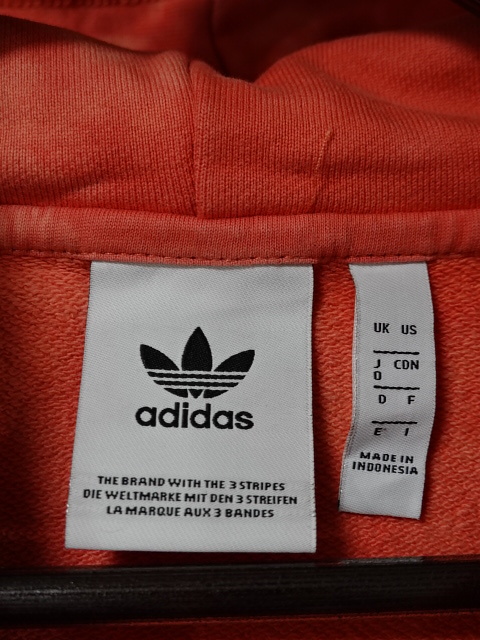 adidas
THE BRAND WITH THE 3 STRIPES
DIE WELTMARKE MIT DEN 3 STREIFEN
LA MARQUE AUX 3 BANDES
UK US
J/O CDN
D F
E I
MADE IN
INDONESIA